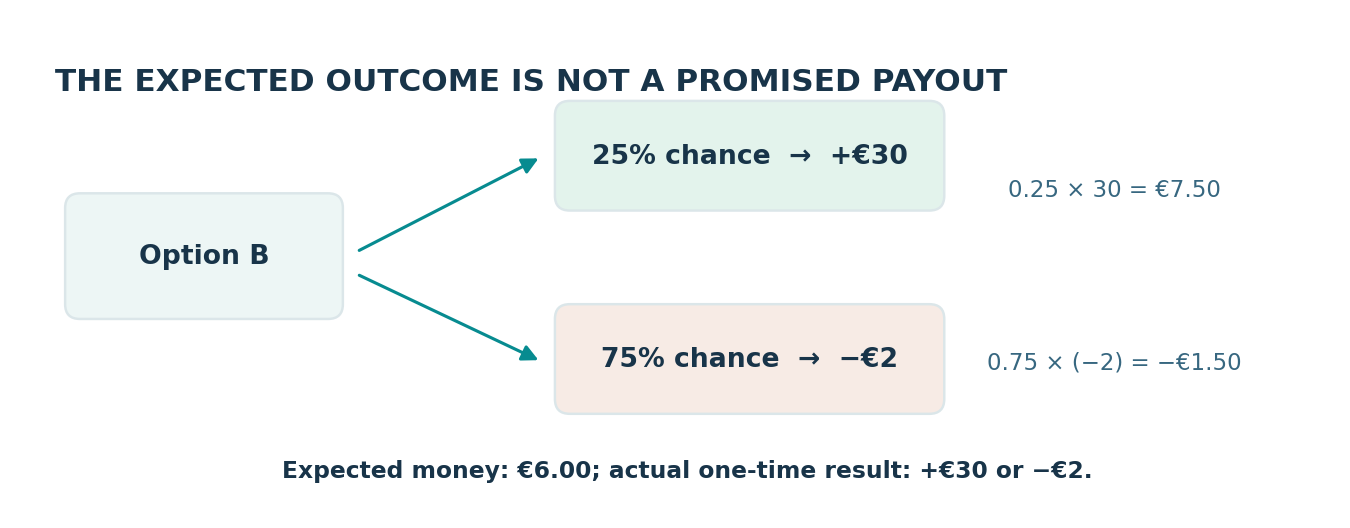 THE EXPECTED OUTCOME IS NOT A PROMISED PAYOUT
25% chance → +€30
0.25 × 30 = €7.50
Option B
75% chance → −€2
0.75 × (−2) = −€1.50
Expected money: €6.00; actual one-time result: +€30 or −€2.